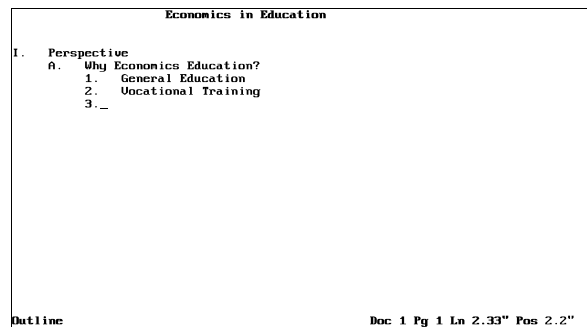 Economics in Education
I. Perspective
A. Why Economics Education?
1. General Education
2. Vocational Training
3._
Outline Doc 1 Pg 1 Ln 2.33" Pos 2.2"